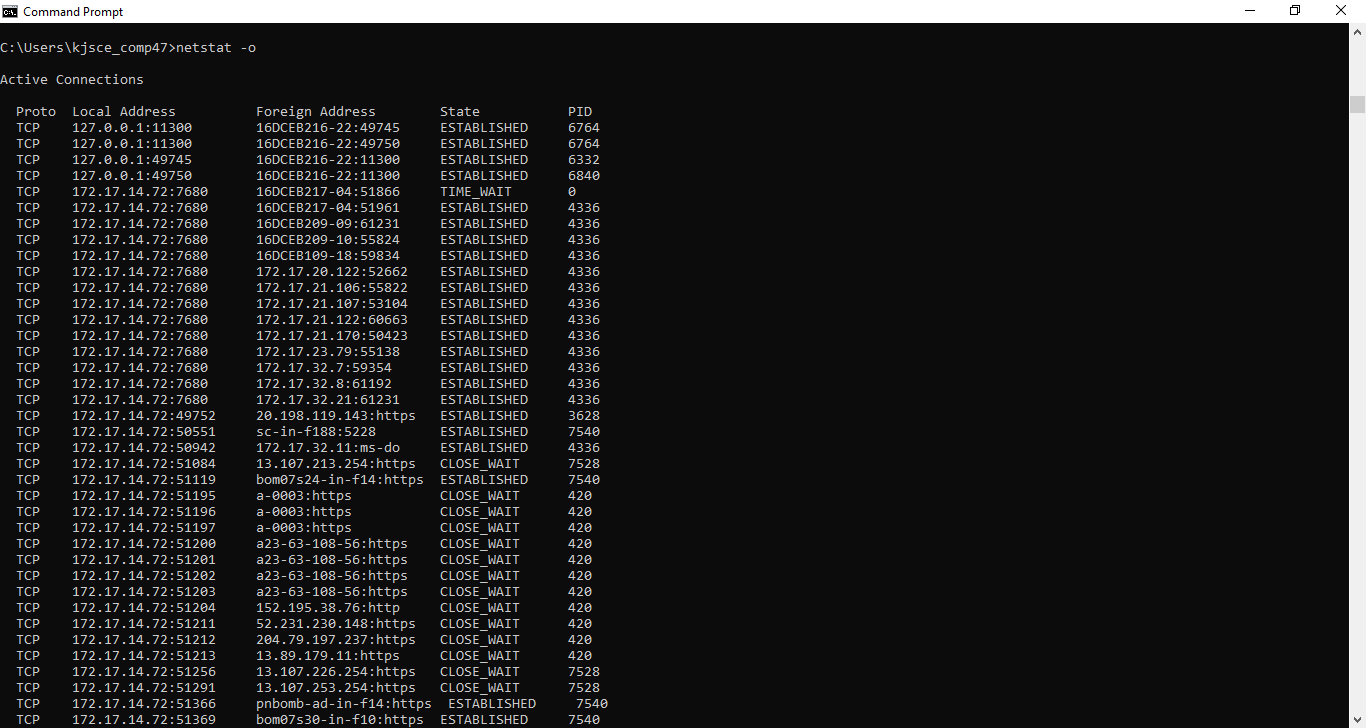 Command Prompt
C:\Users\kjsce_comp47>netstat -o
Active Connections
Proto  Local Address          Foreign Address        State           PID
TCP    127.0.0.1:11300        16DCEB216-22:49745     ESTABLISHED     6764
TCP    127.0.0.1:11300        16DCEB216-22:49750     ESTABLISHED     6764
TCP    127.0.0.1:49745        16DCEB216-22:11300     ESTABLISHED     6332
TCP    127.0.0.1:49750        16DCEB216-22:11300     ESTABLISHED     6840
TCP    172.17.14.72:7680      16DCEB217-04:51866     TIME_WAIT       0
TCP    172.17.14.72:7680      16DCEB217-04:51961     ESTABLISHED     4336
TCP    172.17.14.72:7680      16DCEB209-09:61231     ESTABLISHED     4336
TCP    172.17.14.72:7680      16DCEB209-10:55824     ESTABLISHED     4336
TCP    172.17.14.72:7680      16DCEB109-18:59834     ESTABLISHED     4336
TCP    172.17.14.72:7680      172.17.20.122:52662    ESTABLISHED     4336
TCP    172.17.14.72:7680      172.17.21.106:55822    ESTABLISHED     4336
TCP    172.17.14.72:7680      172.17.21.107:53104    ESTABLISHED     4336
TCP    172.17.14.72:7680      172.17.21.122:60663    ESTABLISHED     4336
TCP    172.17.14.72:7680      172.17.21.170:50423    ESTABLISHED     4336
TCP    172.17.14.72:7680      172.17.23.79:55138     ESTABLISHED     4336
TCP    172.17.14.72:7680      172.17.32.7:59354      ESTABLISHED     4336
TCP    172.17.14.72:7680      172.17.32.8:61192      ESTABLISHED     4336
TCP    172.17.14.72:7680      172.17.32.21:61231     ESTABLISHED     4336
TCP    172.17.14.72:49752     20.198.119.143:https   ESTABLISHED     3628
TCP    172.17.14.72:50551     sc-in-f188:5228        ESTABLISHED     7540
TCP    172.17.14.72:50942     172.17.32.11:ms-do     ESTABLISHED     4336
TCP    172.17.14.72:51084     13.107.213.254:https   CLOSE_WAIT      7528
TCP    172.17.14.72:51119     bom07s24-in-f14:https  ESTABLISHED     7540
TCP    172.17.14.72:51195     a-0003:https           CLOSE_WAIT      420
TCP    172.17.14.72:51196     a-0003:https           CLOSE_WAIT      420
TCP    172.17.14.72:51197     a-0003:https           CLOSE_WAIT      420
TCP    172.17.14.72:51200     a23-63-108-56:https    CLOSE_WAIT      420
TCP    172.17.14.72:51201     a23-63-108-56:https    CLOSE_WAIT      420
TCP    172.17.14.72:51202     a23-63-108-56:https    CLOSE_WAIT      420
TCP    172.17.14.72:51203     a23-63-108-56:https    CLOSE_WAIT      420
TCP    172.17.14.72:51204     152.195.38.76:http     CLOSE_WAIT      420
TCP    172.17.14.72:51211     52.231.230.148:https   CLOSE_WAIT      420
TCP    172.17.14.72:51212     204.79.197.237:https   CLOSE_WAIT      420
TCP    172.17.14.72:51213     13.89.179.11:https     CLOSE_WAIT      420
TCP    172.17.14.72:51256     13.107.226.254:https   CLOSE_WAIT      7528
TCP    172.17.14.72:51291     13.107.253.254:https   CLOSE_WAIT      7528
TCP    172.17.14.72:51366     pnbomb-ad-in-f14:https  ESTABLISHED     7540
TCP    172.17.14.72:51369     bom07s30-in-f10:https  ESTABLISHED     7540